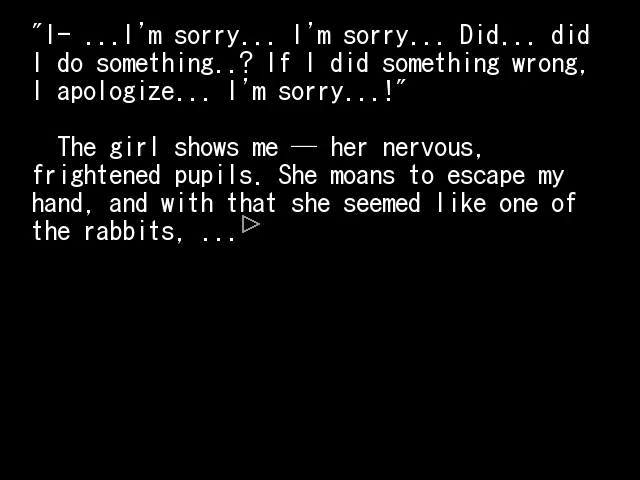 "I- ...I'm sorry... I'm sorry... Did... did
I do something..? If I did something wrong,
I apologize... I'm sorry...!"
The girl shows me ― her nervous,
frightened pupils. She moans to escape my
hand, and with that she seemed like one of
the rabbits, ...